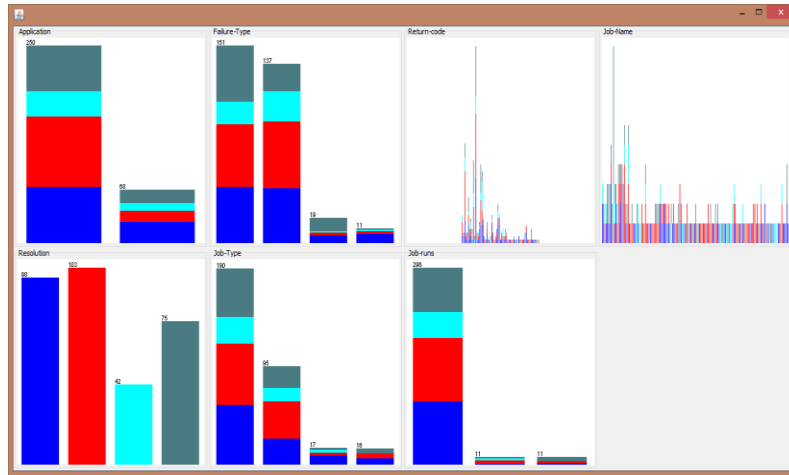 Application
250
68
Failure-Type
151
137
19
11
Return-code
Job-Name
Resolution
98
103
42
75
Job-Type
190
95
17
16
Job-runs
296
11
11